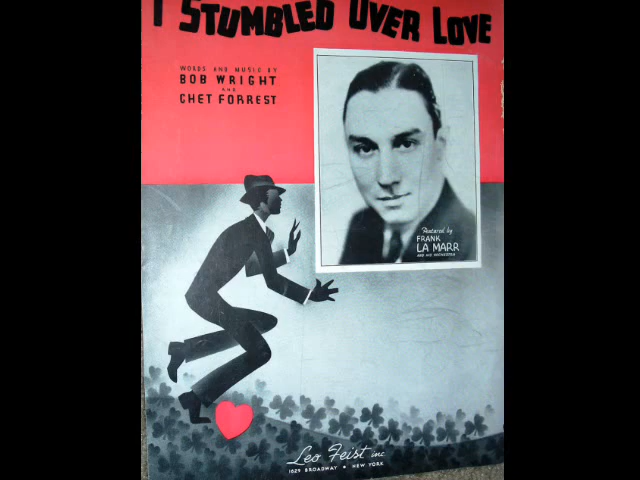 I STUMBLED OVER LOVE
WORDS AND MUSIC BY
BOB WRIGHT
AND
CHET FORREST
Featured by
FRANK
LA MARR
AND HIS ORCHESTRA
Leo Feist inc
1629 BROADWAY • NEW YORK